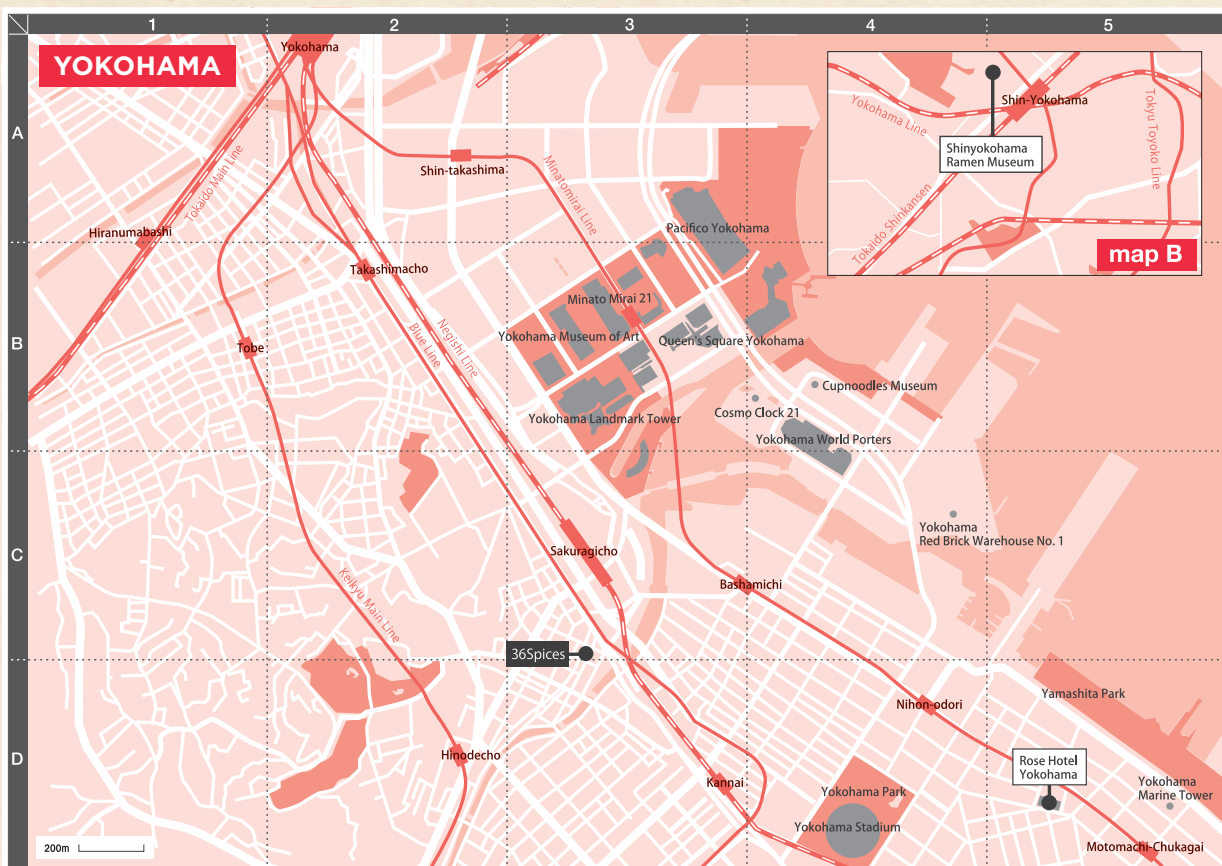 1 2 3 4 5
A
B
C
D
YOKOHAMA
Yokohama
Tokaido Main Line
Hiranumabashi
Shin-takashima
Minatomirai Line
Pacifico Yokohama
Takashimacho
Tobe
Blue Line
Negishi Line
Minato Mirai 21
Yokohama Museum of Art
Queen's Square Yokohama
Yokohama Landmark Tower
Cupnoodles Museum
Cosmo Clock 21
Yokohama World Porters
Yokohama
Red Brick Warehouse No. 1
Sakuragicho
Bashamichi
Keikyu Main Line
36Spices
Hinodecho
Kannai
Nihon-odori
Yamashita Park
Yokohama Park
Yokohama Stadium
Rose Hotel
Yokohama
Yokohama
Marine Tower
Motomachi-Chukagai
200m
Yokohama Line
Shin-Yokohama
Tokyu Toyoko Line
Shinyokohama
Ramen Museum
Tokaido Shinkansen
map B